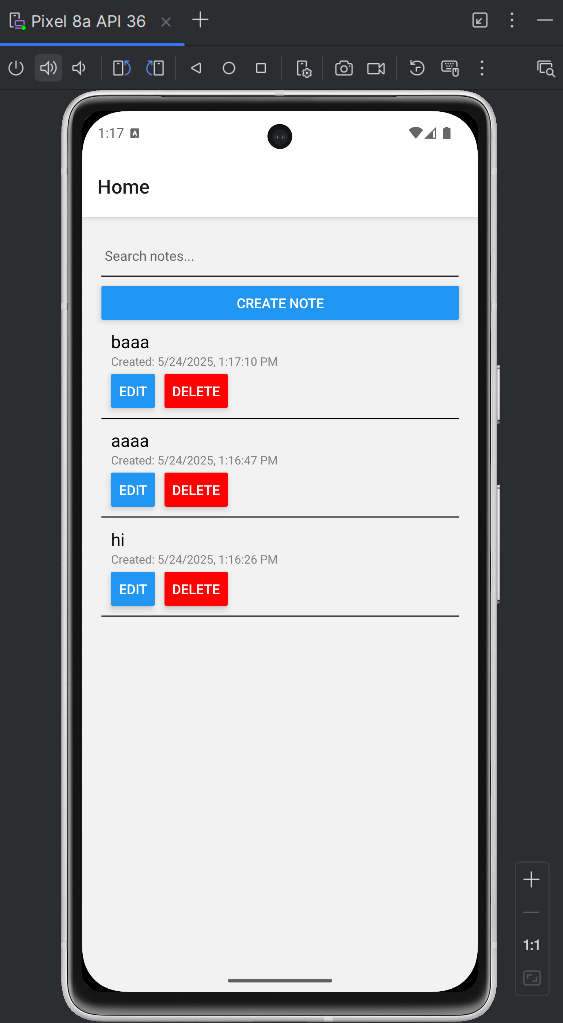 Pixel 8a API 36
1:17
Home
Search notes...
CREATE NOTE
baaa
Created: 5/24/2025, 1:17:10 PM
EDIT DELETE
aaaa
Created: 5/24/2025, 1:16:47 PM
EDIT DELETE
hi
Created: 5/24/2025, 1:16:26 PM
EDIT DELETE
1:1